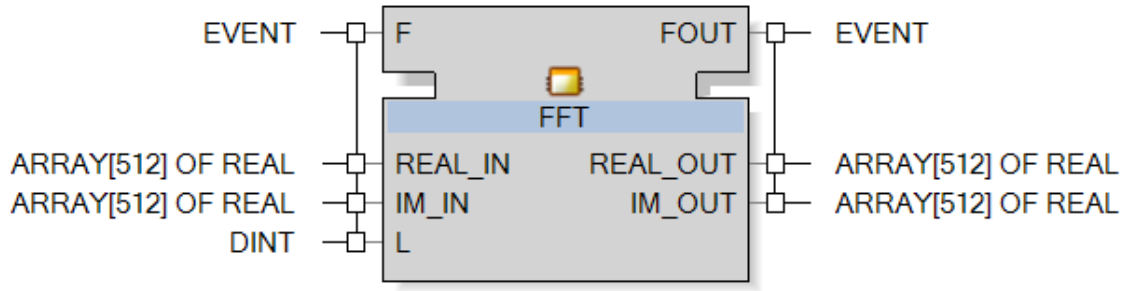 EVENT F FOUT EVENT
FFT
ARRAY[512] OF REAL REAL_IN REAL_OUT ARRAY[512] OF REAL
ARRAY[512] OF REAL IM_IN IM_OUT ARRAY[512] OF REAL
DINT L